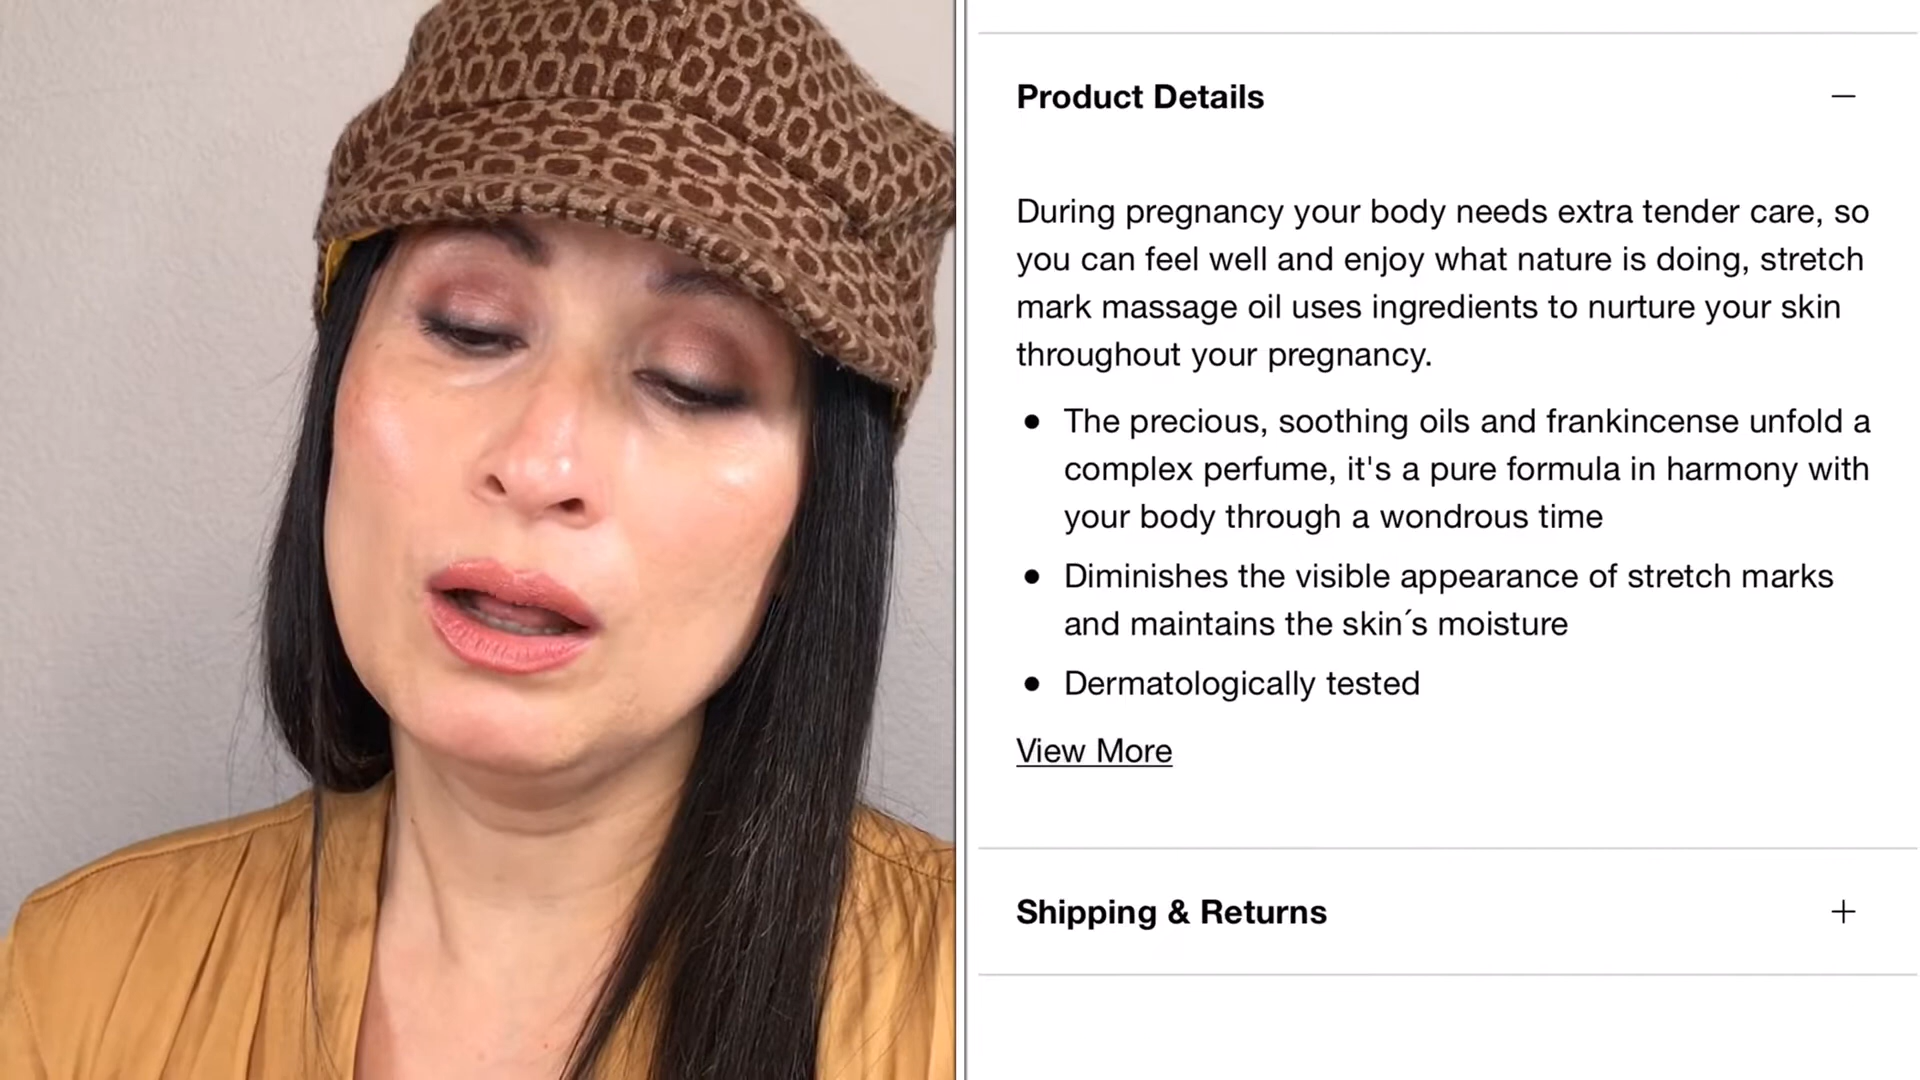 Product Details
During pregnancy your body needs extra tender care, so
you can feel well and enjoy what nature is doing, stretch
mark massage oil uses ingredients to nurture your skin
throughout your pregnancy.
● The precious, soothing oils and frankincense unfold a
complex perfume, it's a pure formula in harmony with
your body through a wondrous time
● Diminishes the visible appearance of stretch marks
and maintains the skin´s moisture
● Dermatologically tested
View More
Shipping & Returns